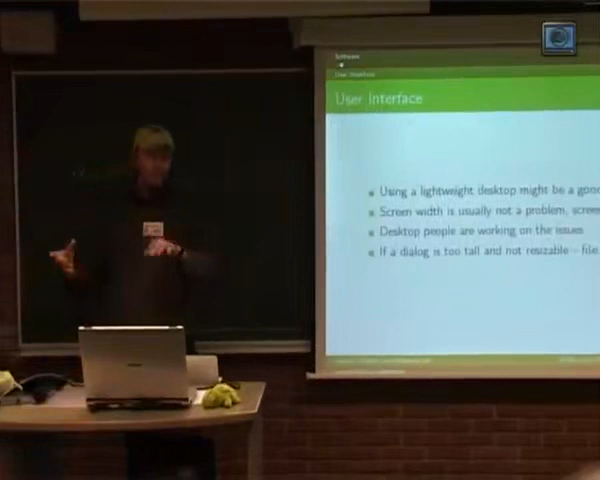 Software
User Interface
User Interface
Using a lightweight desktop might be a good
Screen width is usually not a problem, scree
Desktop people are working on the issues
If a dialog is too tall and not resizable - file